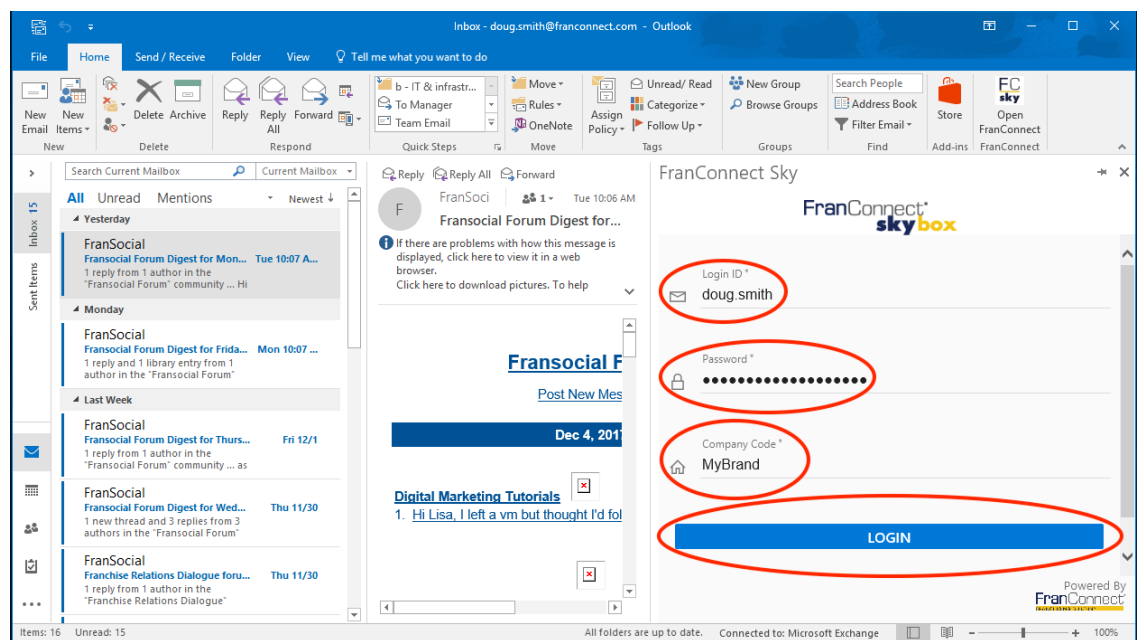 Inbox - doug.smith@franconnect.com - Outlook
File Home Send / Receive Folder View Tell me what you want to do
New Email
New Items
Delete
Archive
Reply
Reply All
Forward
b - IT & infrastr...
To Manager
Team Email
Move
Rules
OneNote
Assign Policy
Unread/ Read
Categorize
Follow Up
New Group
Browse Groups
Search People
Address Book
Filter Email
Store
FC sky
Open FranConnect
New Delete Respond Quick Steps Move Tags Groups Find Add-ins FranConnect
Inbox 15
Sent Items
Search Current Mailbox Current Mailbox
All Unread Mentions Newest ↓
Yesterday
FranSocial
Fransocial Forum Digest for Mon... Tue 10:07 A...
1 reply from 1 author in the
"Fransocial Forum" community ... Hi
Monday
FranSocial
Fransocial Forum Digest for Frida... Mon 10:07 ...
1 reply and 1 library entry from 1
author in the "Fransocial Forum"
Last Week
FranSocial
Fransocial Forum Digest for Thurs... Fri 12/1
1 reply from 1 author in the
"Fransocial Forum" community ... as
FranSocial
Fransocial Forum Digest for Wed... Thu 11/30
1 new thread and 3 replies from 3
authors in the "Fransocial Forum"
FranSocial
Franchise Relations Dialogue foru... Thu 11/30
1 reply from 1 author in the
"Franchise Relations Dialogue"
Reply Reply All Forward
F
FranSoci 1 Tue 10:06 AM
Fransocial Forum Digest for...
If there are problems with how this message is
displayed, click here to view it in a web
browser.
Click here to download pictures. To help
Fransocial F
Post New Mes
Dec 4, 2017
Digital Marketing Tutorials
1. Hi Lisa, I left a vm but thought I'd fol
FranConnect Sky
FranConnect
skybox
Login ID *
doug.smith
Password *
••••••••••••••••••••
Company Code *
MyBrand
LOGIN
Powered By
FranConnect
Items: 16 Unread: 15 All folders are up to date. Connected to: Microsoft Exchange 100%